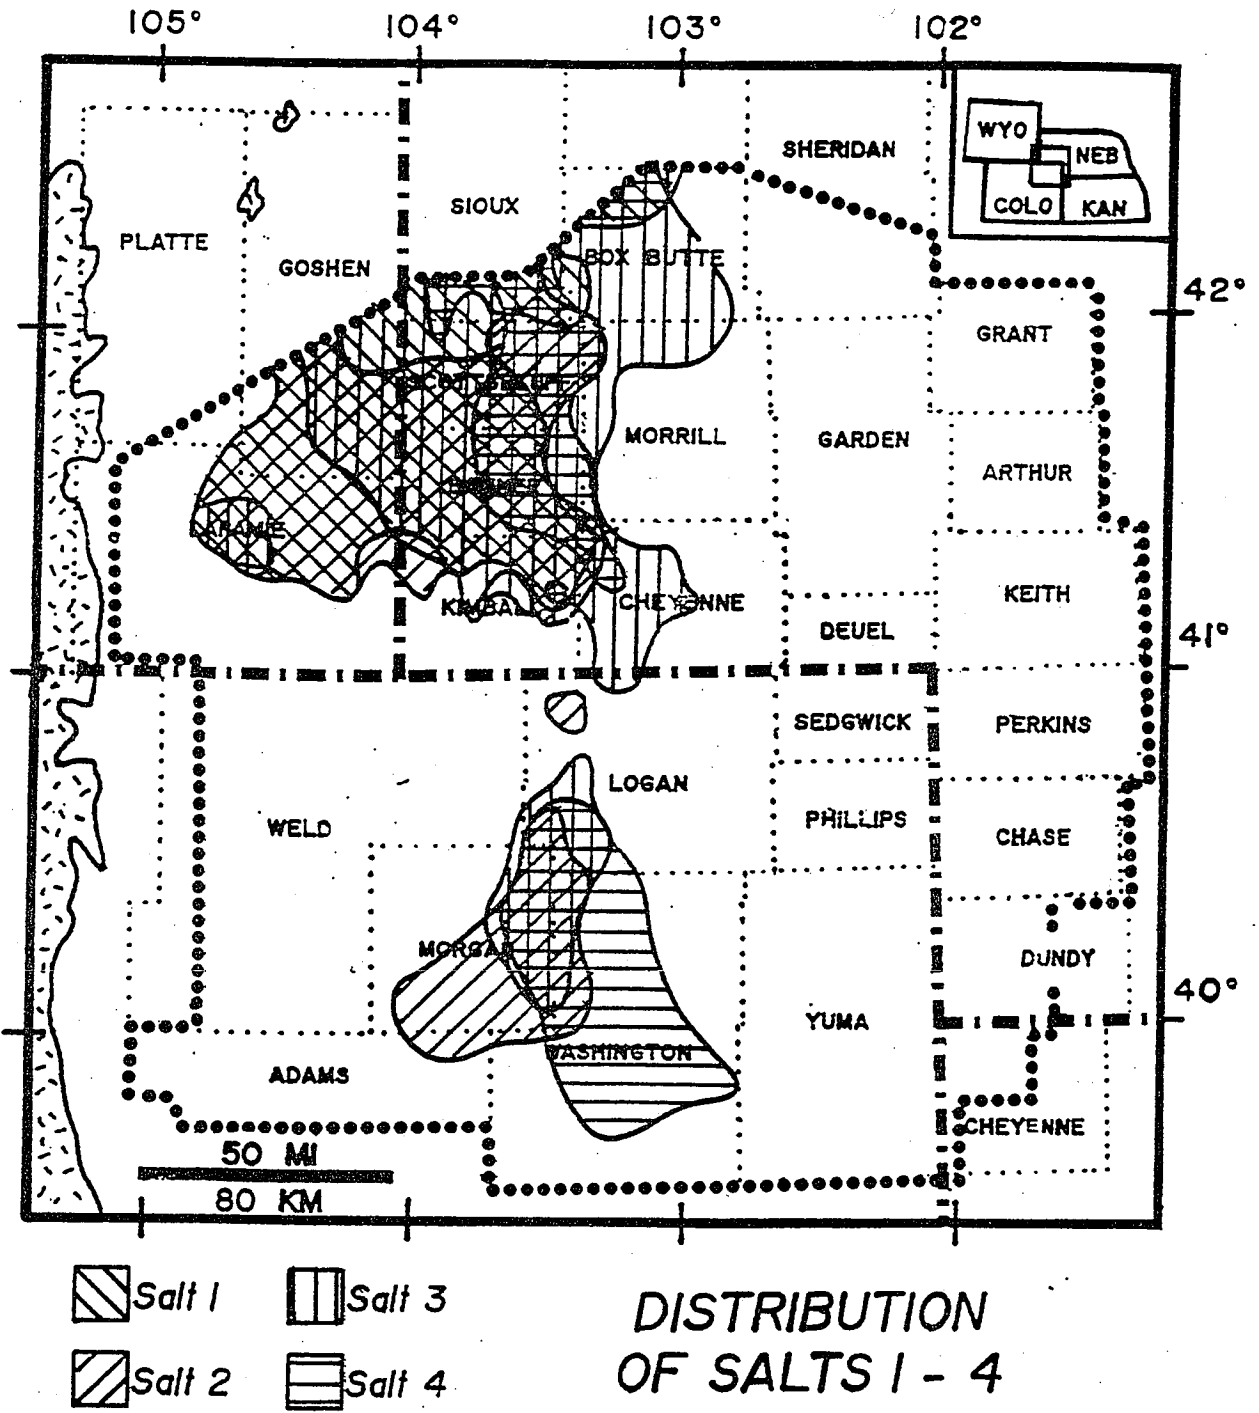 105° 104° 103° 102°
WYO
NEB
COLO KAN
SHERIDAN
SIOUX
PLATTE
GOSHEN
BOX BUTTE
42°
GRANT
MORRILL
GARDEN
ARTHUR
LARAMIE
KEITH
CHEYENNE
DEUEL
41°
SEDGWICK
PERKINS
LOGAN
PHILLIPS
CHASE
WELD
MORGAN
DUNDY
40°
YUMA
WASHINGTON
ADAMS
CHEYENNE
50 MI
80 KM
Salt 1 Salt 3
Salt 2 Salt 4
DISTRIBUTION
OF SALTS 1 - 4